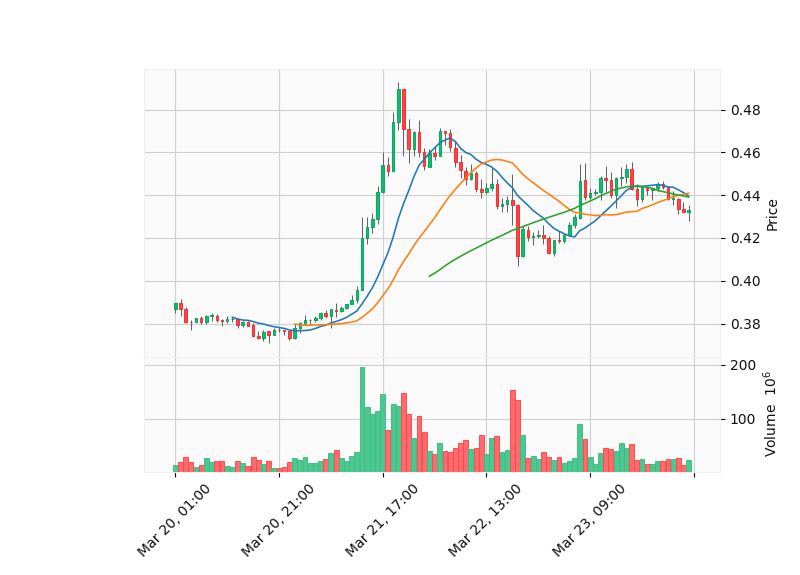 0.48
0.46
0.44
0.42
0.40
0.38
Price
200
100
Volume 10^6
Mar 20, 01:00
Mar 20, 21:00
Mar 21, 17:00
Mar 22, 13:00
Mar 23, 09:00